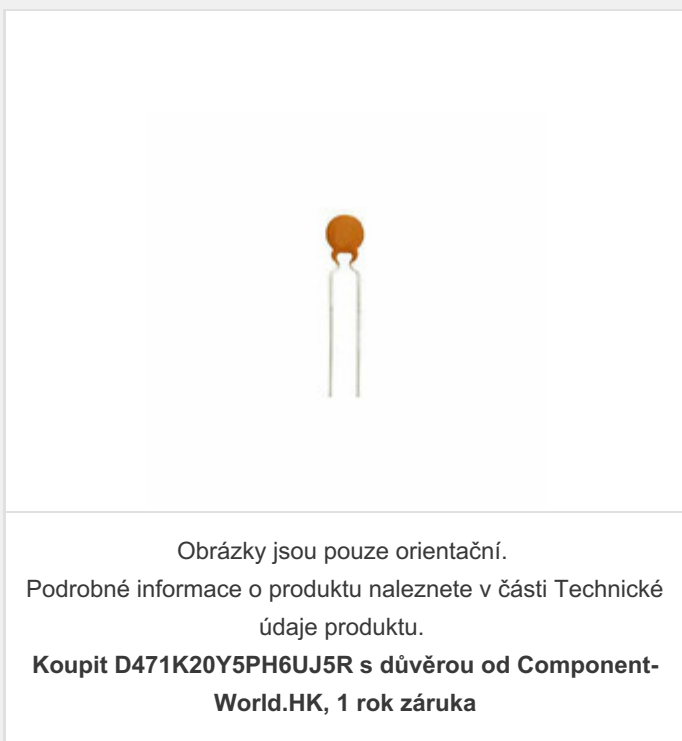 Obrázky jsou pouze orientační.
Podrobné informace o produktu naleznete v části Technické
údaje produktu.
Koupit D471K20Y5PH6UJ5R s důvěrou od Component-
World.HK, 1 rok záruka